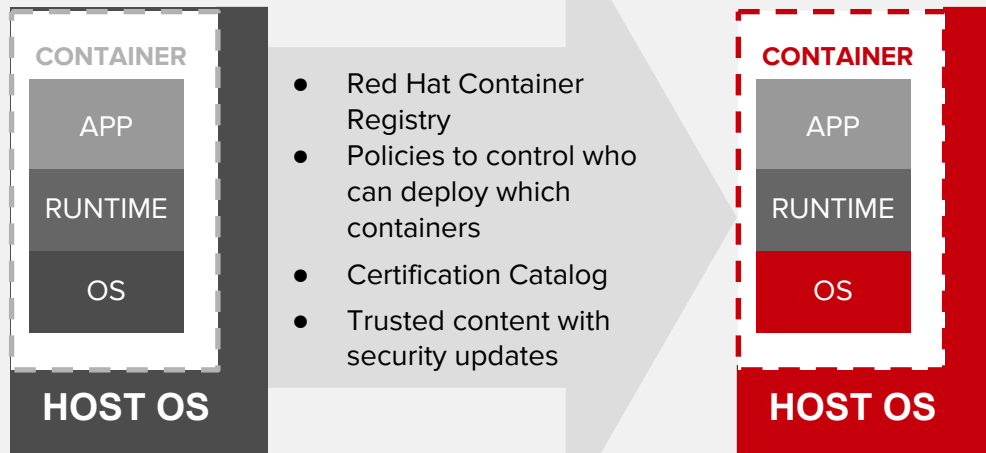 CONTAINER
APP
RUNTIME
OS
HOST OS
● Red Hat Container
Registry
● Policies to control who
can deploy which
containers
● Certification Catalog
● Trusted content with
security updates
CONTAINER
APP
RUNTIME
OS
HOST OS